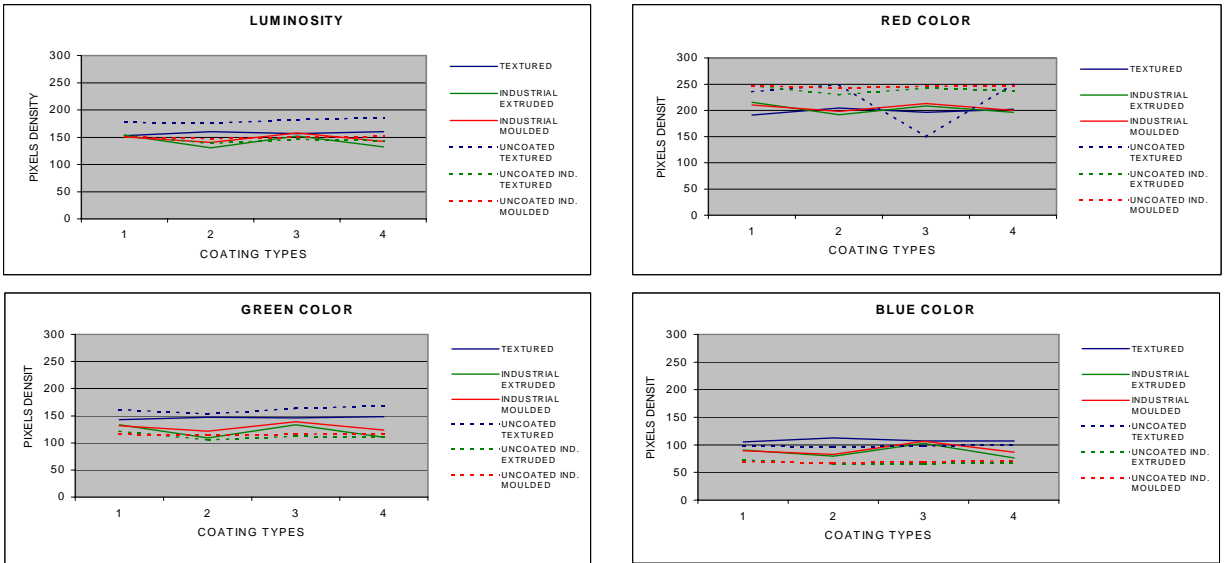 LUMINOSITY
PIXELS DENSITY
300
250
200
150
100
50
0
1 2 3 4
COATING TYPES
TEXTURED
INDUSTRIAL
EXTRUDED
INDUSTRIAL
MOULDED
UNCOATED
TEXTURED
UNCOATED IND.
TEXTURED
UNCOATED IND.
MOULDED
RED COLOR
PIXELS DENSIT
300
250
200
150
100
50
0
1 2 3 4
COATING TYPES
TEXTURED
INDUSTRIAL
EXTRUDED
INDUSTRIAL
MOULDED
UNCOATED
TEXTURED
UNCOATED IND.
EXTRUDED
UNCOATED IND.
MOULDED
GREEN COLOR
PIXELS DENSIT
300
250
200
150
100
50
0
1 2 3 4
COATING TYPES
TEXTURED
INDUSTRIAL
EXTRUDED
INDUSTRIAL
MOULDED
UNCOATED
TEXTURED
UNCOATED IND.
EXTRUDED
UNCOATED IND.
MOULDED
BLUE COLOR
PIXELS DENSIT
300
250
200
150
100
50
0
1 2 3 4
COATING TYPES
TEXTURED
INDUSTRIAL
EXTRUDED
INDUSTRIAL
MOULDED
UNCOATED
TEXTURED
UNCOATED IND.
EXTRUDED
UNCOATED IND.
MOULDED